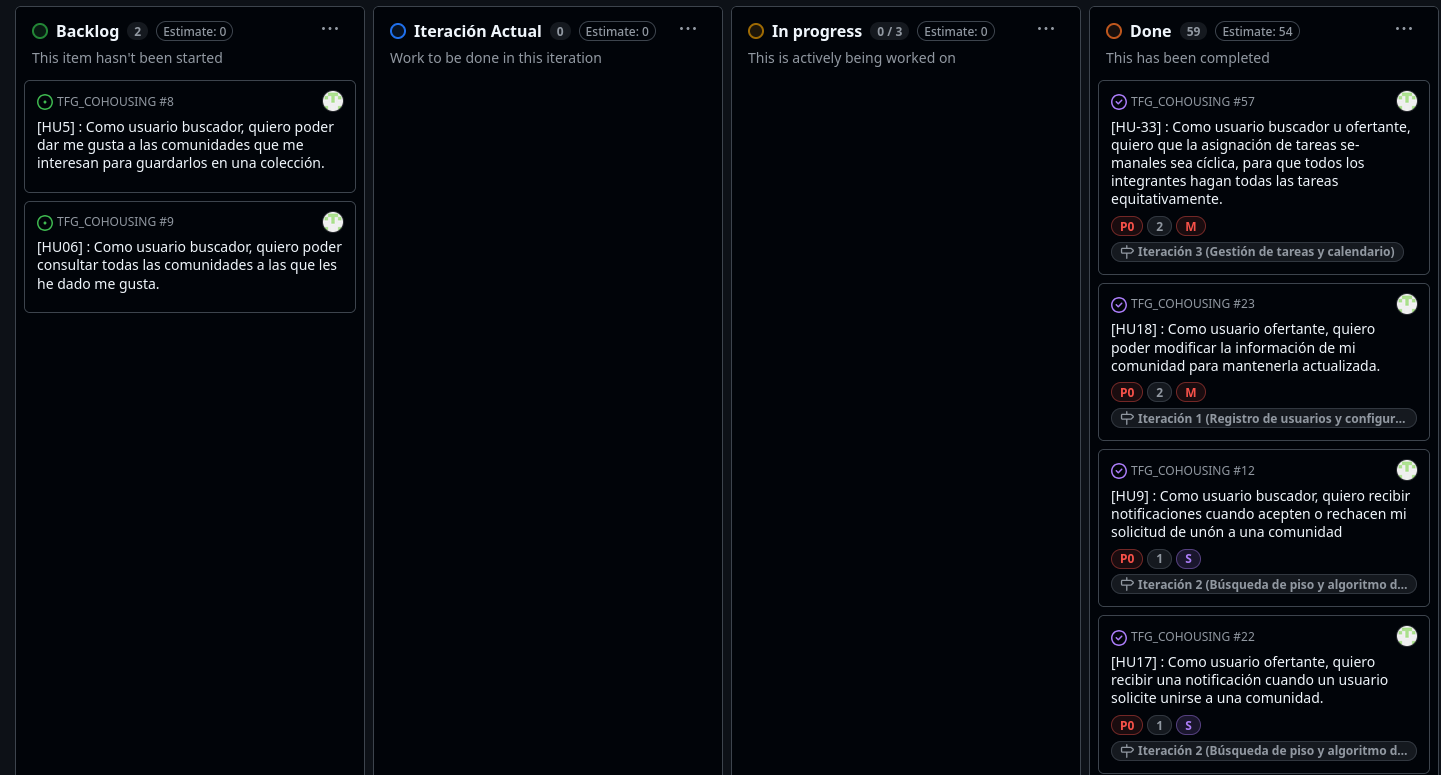 Backlog 2 Estimate: 0
This item hasn't been started
TFG_COHOUSING #8
[HU5] : Como usuario buscador, quiero poder
dar me gusta a las comunidades que me
interesan para guardarlos en una colección.
TFG_COHOUSING #9
[HU06] : Como usuario buscador, quiero poder
consultar todas las comunidades a las que les
he dado me gusta.
Iteración Actual 0 Estimate: 0
Work to be done in this iteration
In progress 0 / 3 Estimate: 0
This is actively being worked on
Done 59 Estimate: 54
This has been completed
TFG_COHOUSING #57
[HU-33] : Como usuario buscador u ofertante,
quiero que la asignación de tareas se-
manales sea cíclica, para que todos los
integrantes hagan todas las tareas
equitativamente.
P0 2 M
Iteración 3 (Gestión de tareas y calendario)
TFG_COHOUSING #23
[HU18] : Como usuario ofertante, quiero
poder modificar la información de mi
comunidad para mantenerla actualizada.
P0 2 M
Iteración 1 (Registro de usuarios y configur...
TFG_COHOUSING #12
[HU9] : Como usuario buscador, quiero recibir
notificaciones cuando acepten o rechacen mi
solicitud de unón a una comunidad
P0 1 S
Iteración 2 (Búsqueda de piso y algoritmo d...
TFG_COHOUSING #22
[HU17] : Como usuario ofertante, quiero
recibir una notificación cuando un usuario
solicite unirse a una comunidad.
P0 1 S
Iteración 2 (Búsqueda de piso y algoritmo d...